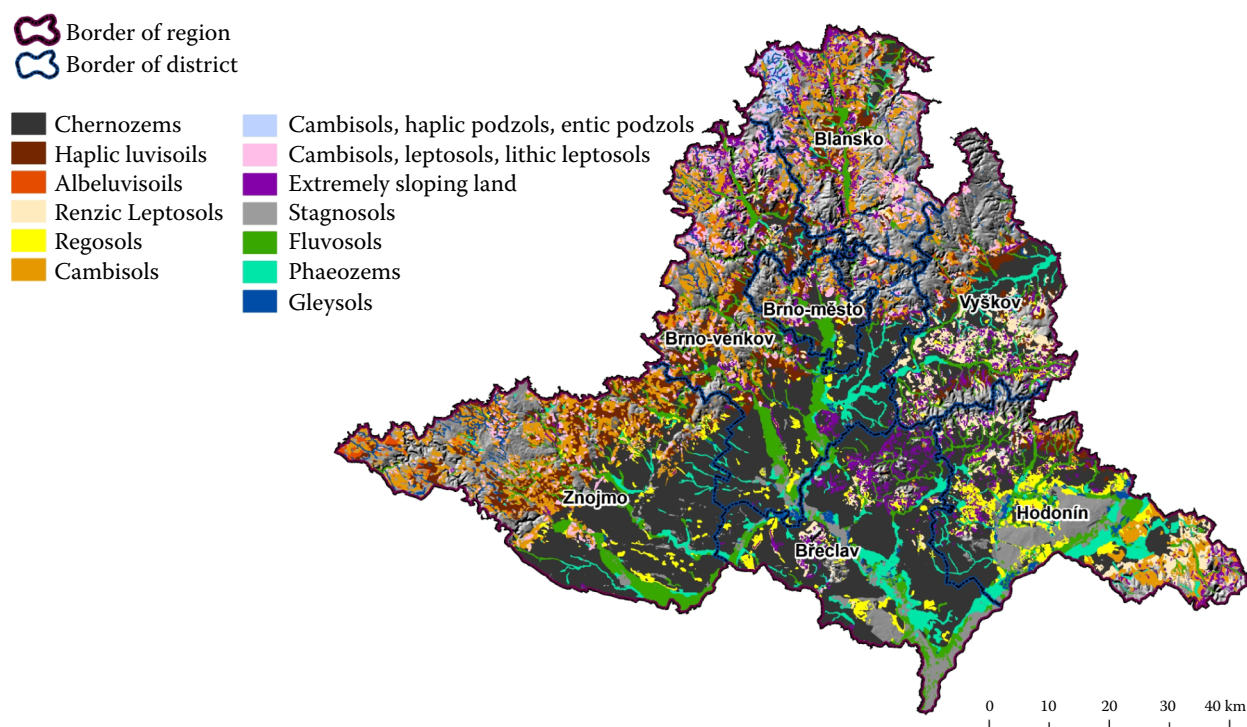 Border of region
Border of district
Chernozems
Haplic luvisoils
Albeluvisoils
Renzic Leptosols
Regosols
Cambisols
Cambisols, haplic podzols, entic podzols
Cambisols, leptosols, lithic leptosols
Extremely sloping land
Stagnosols
Fluvosols
Phaeozems
Gleysols
Blansko
Vyškov
Brno-město
Brno-venkov
Znojmo
Hodonín
Břeclav
0 10 20 30 40 km